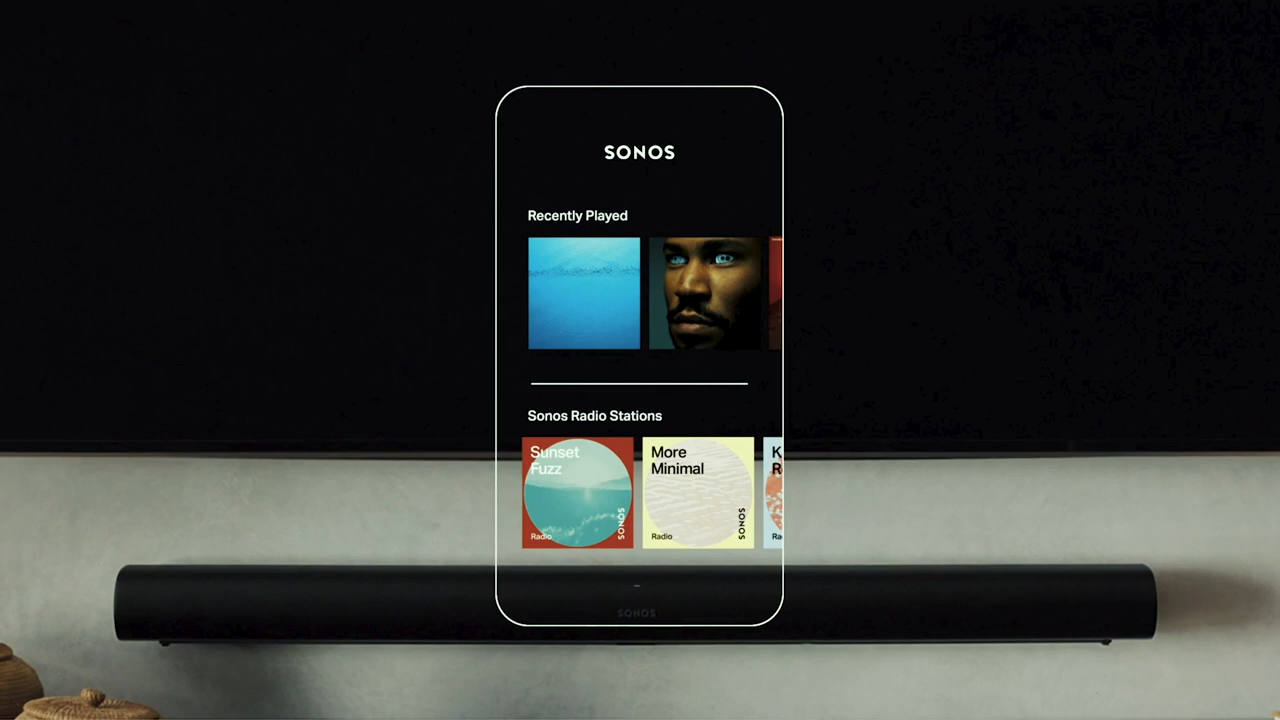 SONOS
Recently Played
Sonos Radio Stations
Sunset
Fuzz
Radio
SONOS
More
Minimal
Radio
SONOS
SONOS